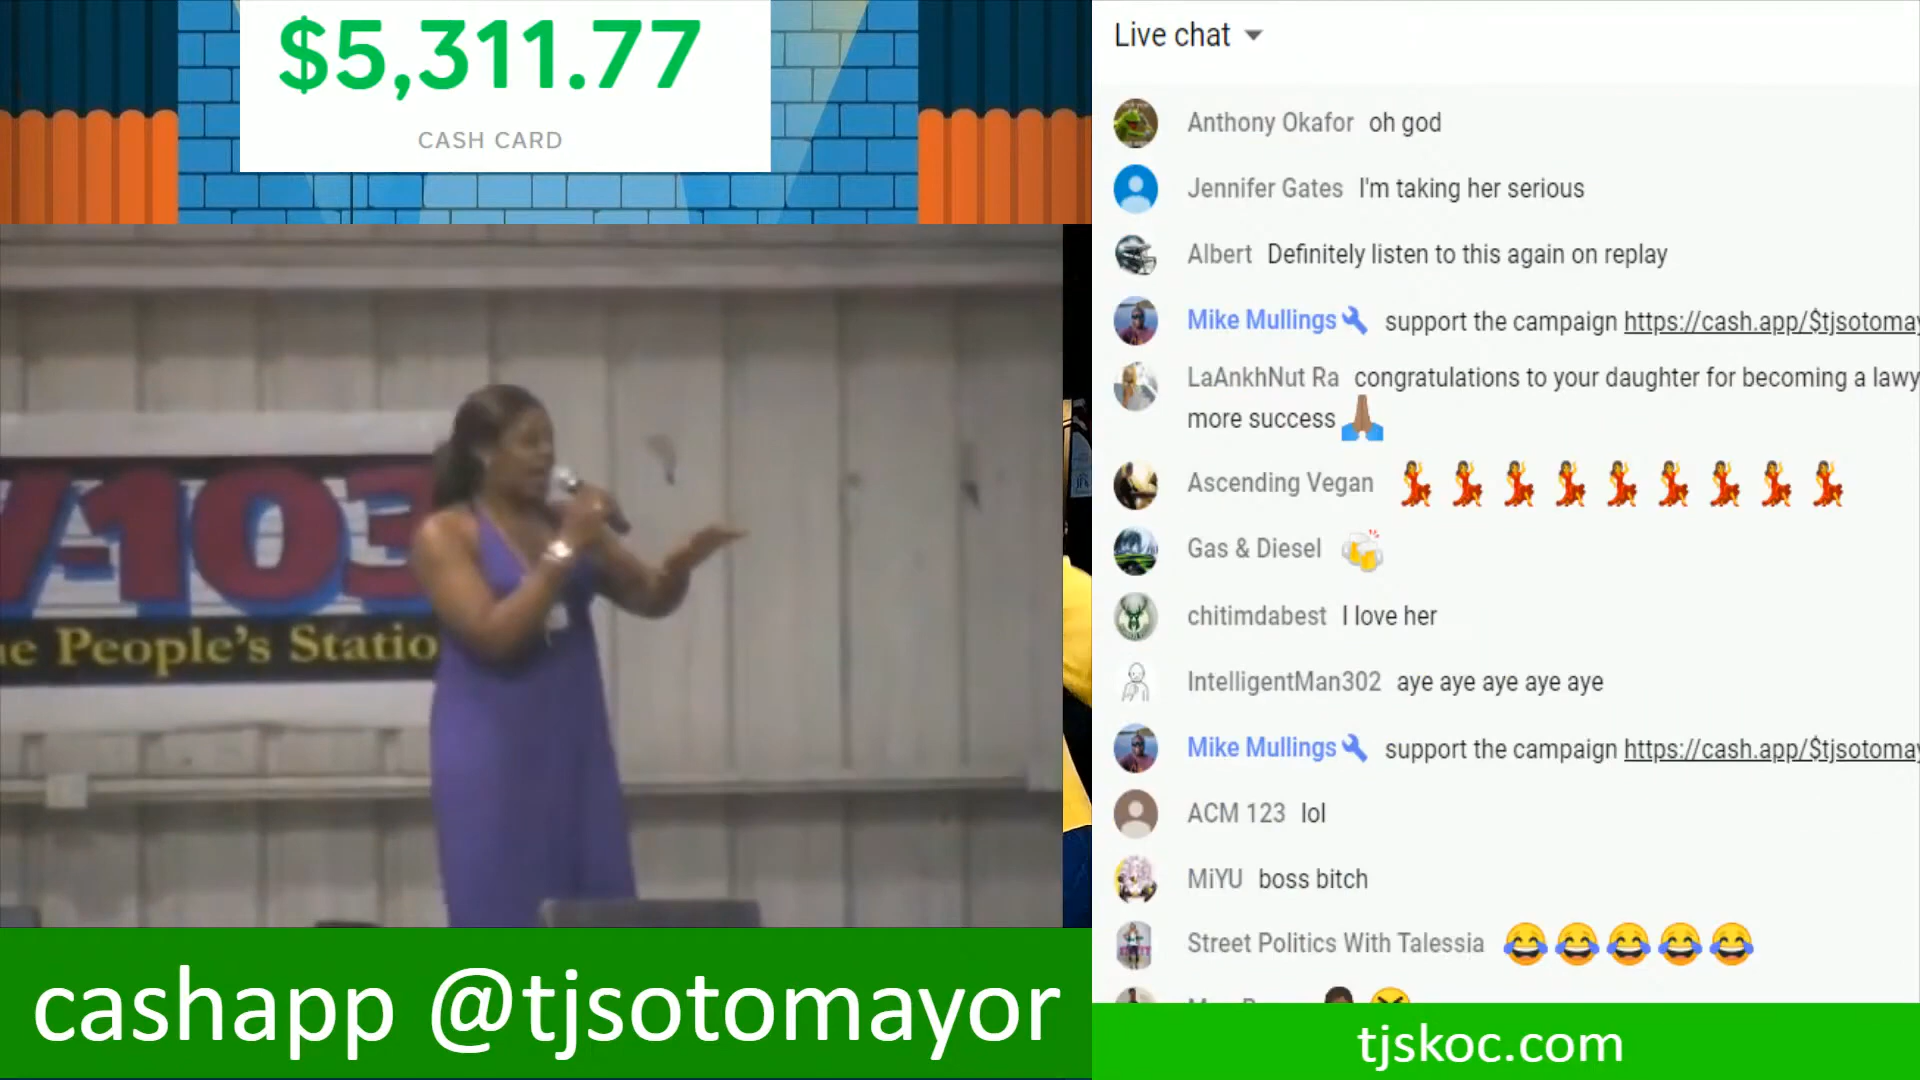 $5,311.77
CASH CARD
V-103
The People's Statio
cashapp @tjsotomayor
Live chat
Anthony Okafor oh god
Jennifer Gates I'm taking her serious
Albert Definitely listen to this again on replay
Mike Mullings support the campaign https://cash.app/$tjsotomay
LaAnkhNut Ra congratulations to your daughter for becoming a lawy
more success
Ascending Vegan
Gas & Diesel
chitimdabest I love her
IntelligentMan302 aye aye aye aye aye
Mike Mullings support the campaign https://cash.app/$tjsotomay
ACM 123 lol
MiYU boss bitch
Street Politics With Talessia
tjskoc.com